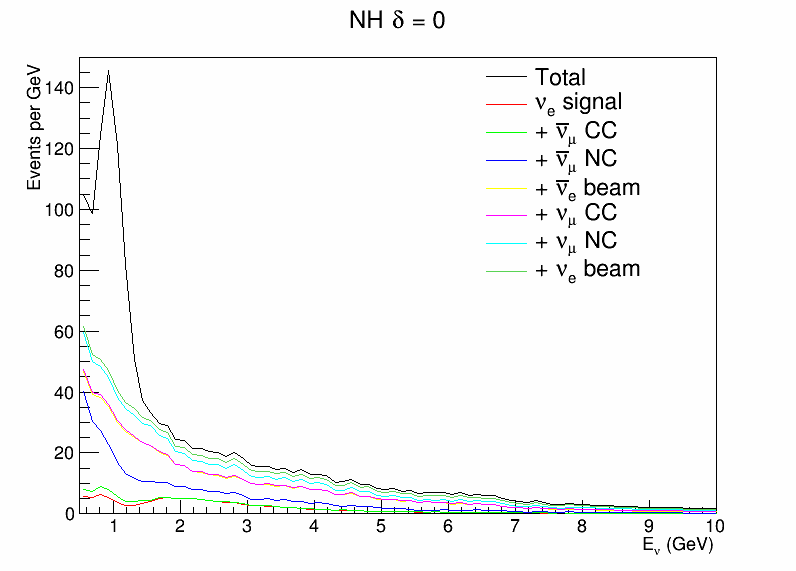 NH δ = 0
Events per GeV
140
120
100
80
60
40
20
0
Total
νe signal
+ ν̅μ CC
+ ν̅μ NC
+ ν̅e beam
+ νμ CC
+ νμ NC
+ νe beam
1 2 3 4 5 6 7 8 9 10
Eν (GeV)